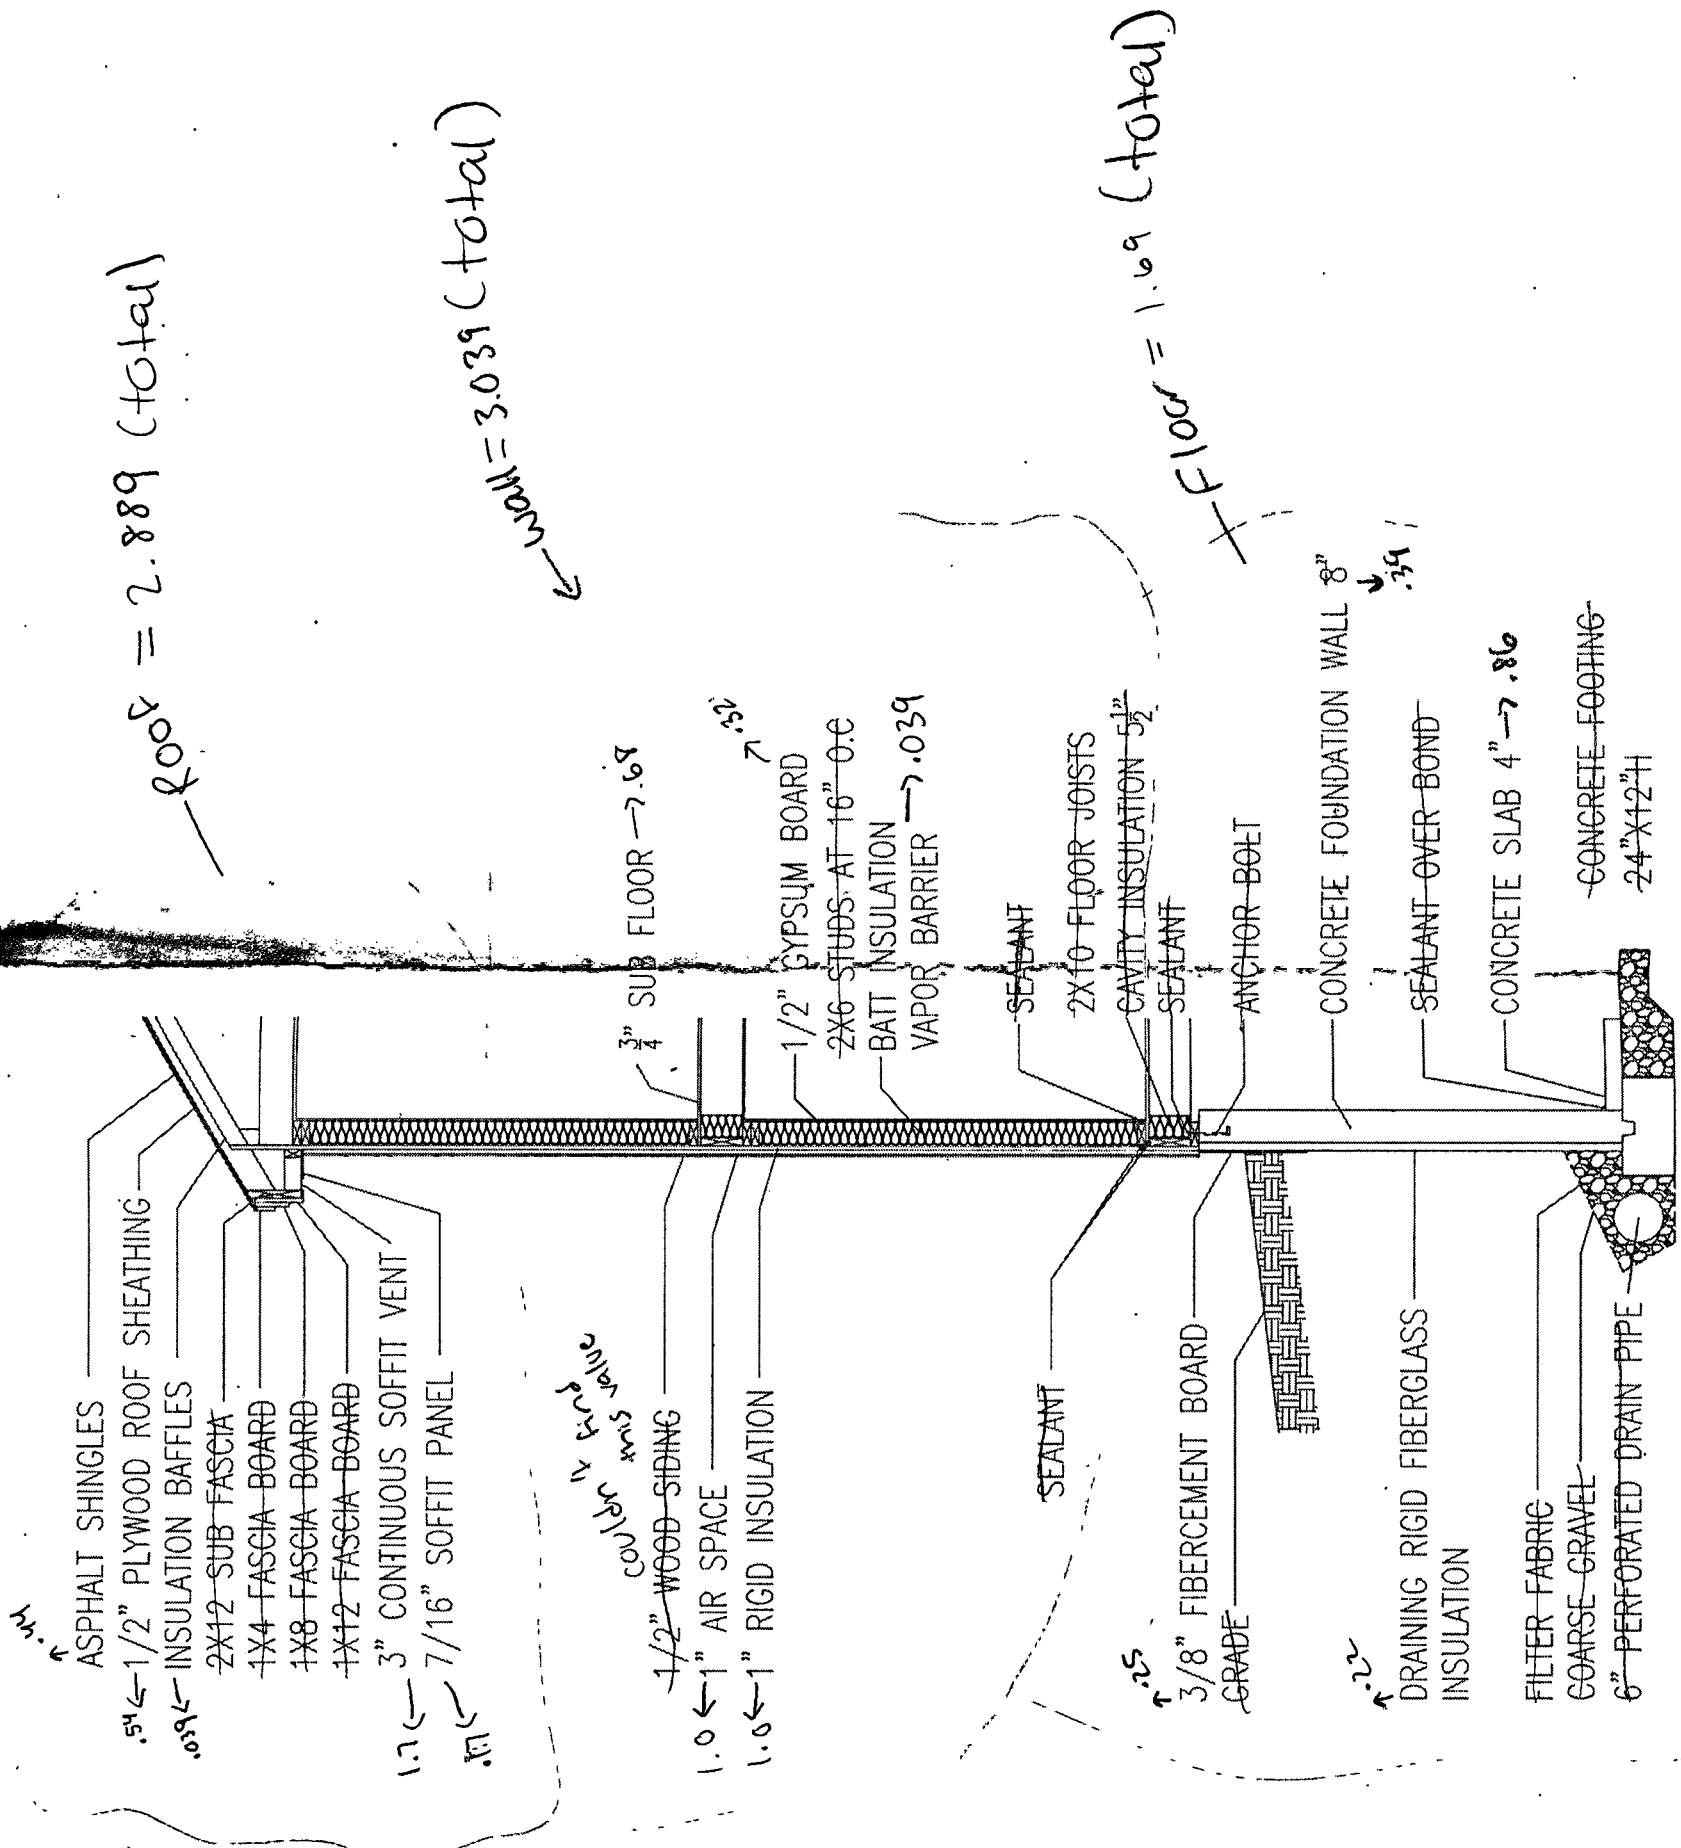 Roof = 2.889 (total)
wall = 3.039 (total)
Floor = 1.69 (total)
.44
ASPHALT SHINGLES
.54 ← 1/2" PLYWOOD ROOF SHEATHING
.039 ← INSULATION BAFFLES
2X12 SUB FASCIA
1X4 FASCIA BOARD
1X8 FASCIA BOARD
1X12 FASCIA BOARD
1.7 ← 3" CONTINUOUS SOFFIT VENT
7/16" SOFFIT PANEL
couldn't find
this value
1/2" WOOD SIDING
1.0 ← 1" AIR SPACE
1.0 ← 1" RIGID INSULATION
SEALANT
.25
3/8" FIBERCEMENT BOARD
GRADE
.22
DRAINING RIGID FIBERGLASS
INSULATION
FILTER FABRIC
COARSE GRAVEL
6" PERFORATED DRAIN PIPE
3/4" SUB FLOOR → .68
.32
1/2" GYPSUM BOARD
2X6 STUDS AT 16" O.C
BATT INSULATION
VAPOR BARRIER → .039
SEALANT
2X10 FLOOR JOISTS
CAVITY INSULATION 5 1/2"
SEALANT
ANCHOR BOLT
CONCRETE FOUNDATION WALL 8"
.39
SEALANT OVER BOND
CONCRETE SLAB 4" → .86
CONCRETE FOOTING
24"X12"H